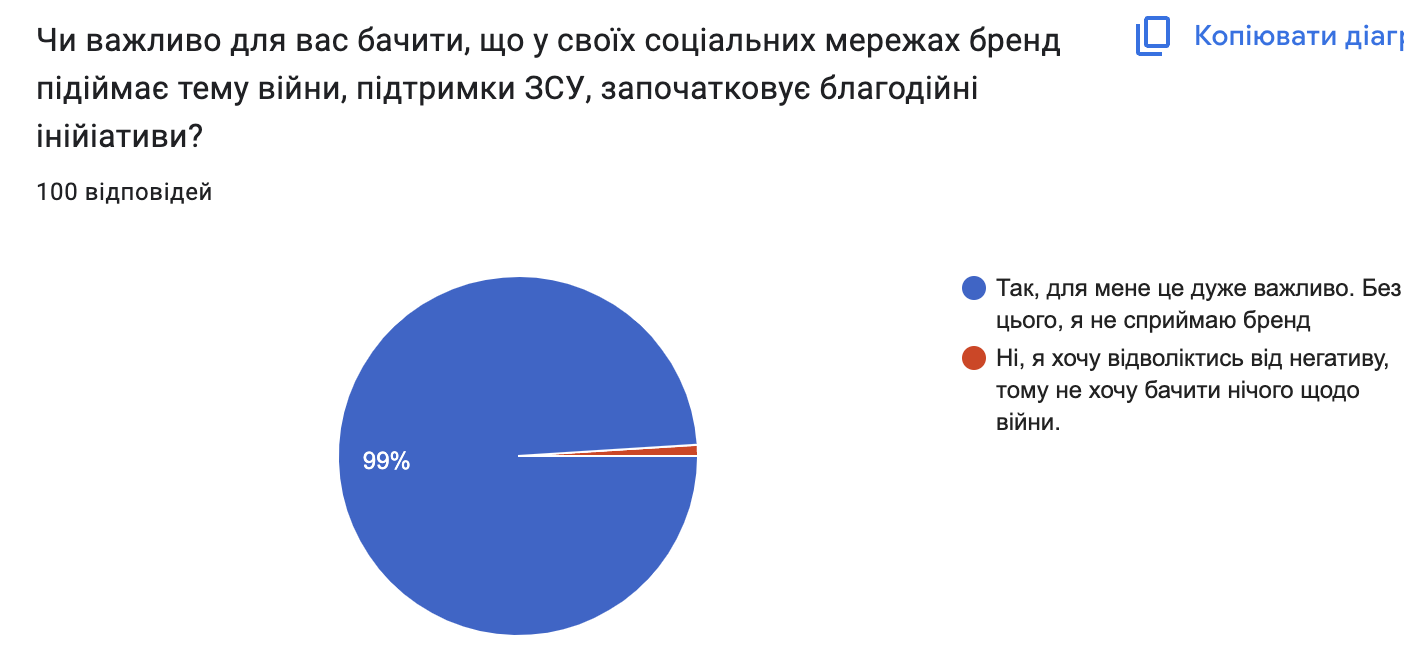 Чи важливо для вас бачити, що у своїх соціальних мережах бренд
підіймає тему війни, підтримки ЗСУ, започатковує благодійні
інійіативи?
Копіювати
100 відповідей
Так, для мене це дуже важливо. Без
цього, я не сприймаю бренд
Ні, я хочу відволіктись від негативу,
тому не хочу бачити нічого щодо
війни.
99%